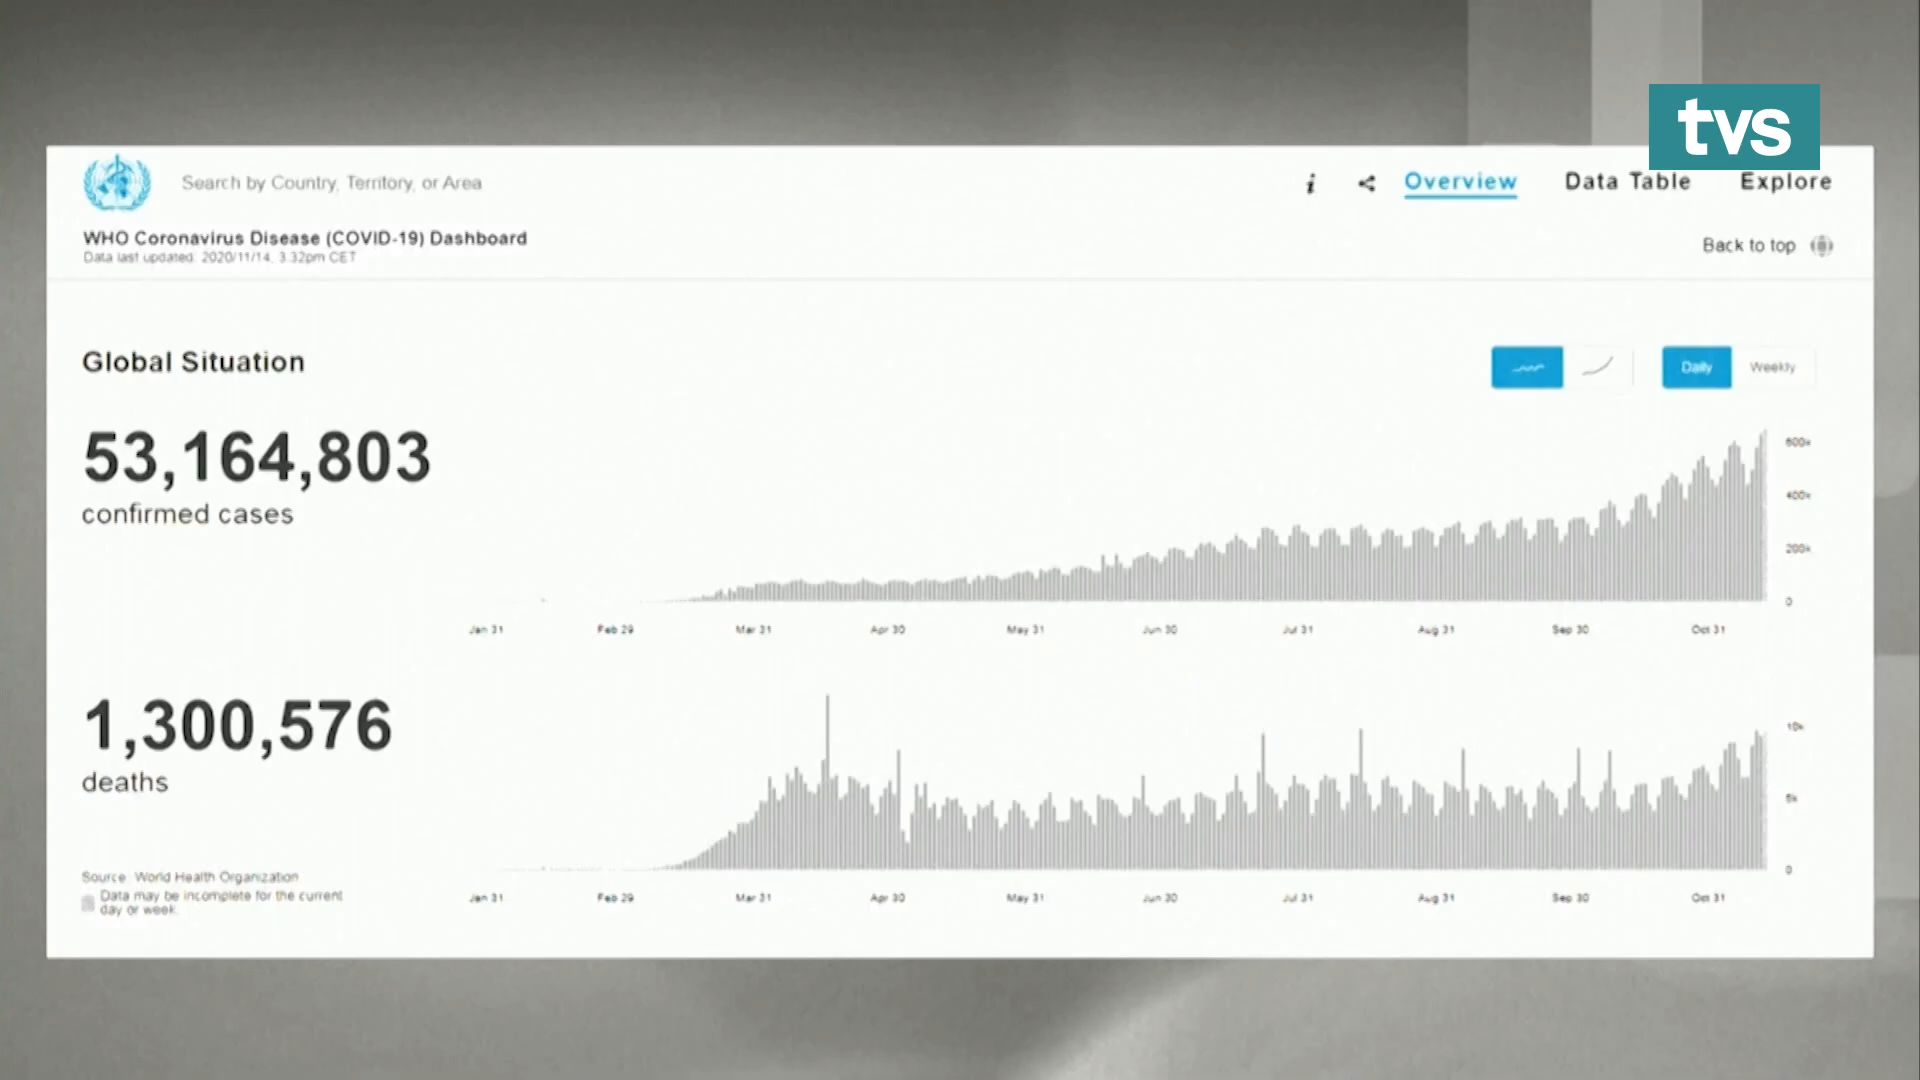 tvs
Search by Country, Territory, or Area
i
Overview
Data Table
Explore
WHO Coronavirus Disease (COVID-19) Dashboard
Data last updated: 2020/11/14, 3:32pm CET
Back to top
Global Situation
Daily
Weekly
53,164,803
confirmed cases
600k
400k
200k
0
Jan 31 Feb 29 Mar 31 Apr 30 May 31 Jun 30 Jul 31 Aug 31 Sep 30 Oct 31
1,300,576
deaths
10k
5k
0
Source: World Health Organization
Data may be incomplete for the current
day or week.
Jan 31 Feb 29 Mar 31 Apr 30 May 31 Jun 30 Jul 31 Aug 31 Sep 30 Oct 31